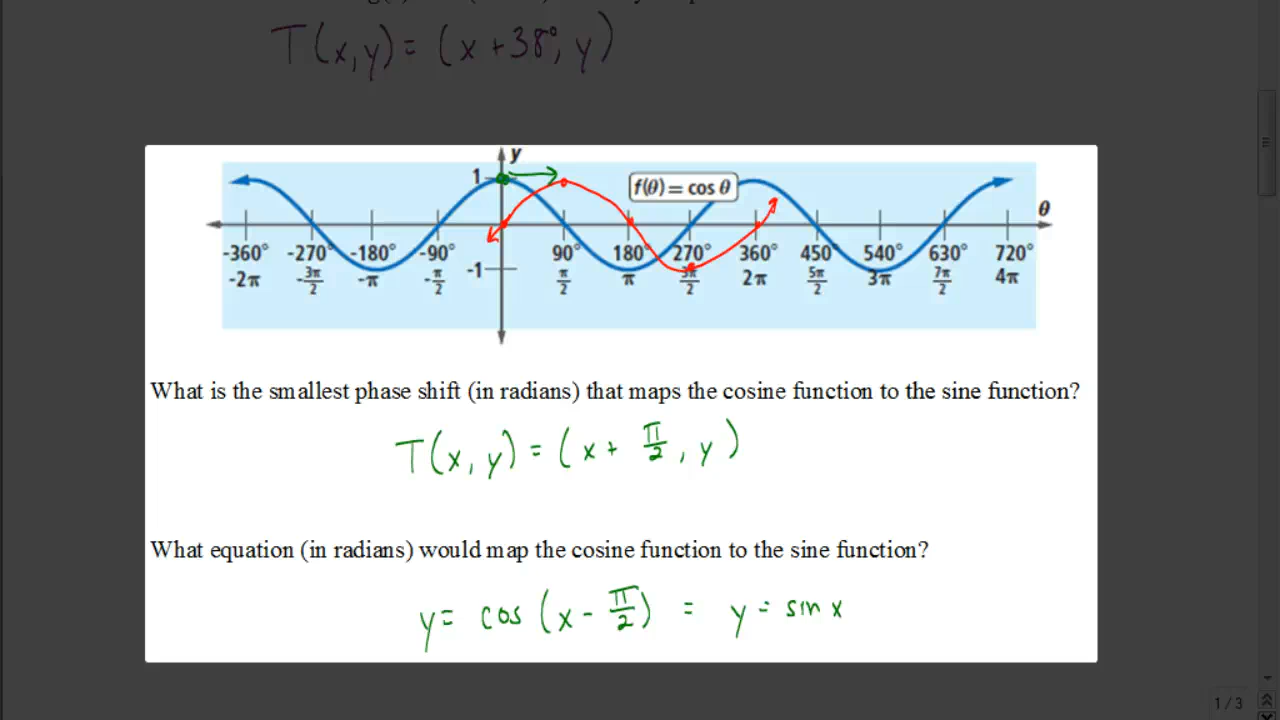 T(x,y) = (x+38°, y)
y
1
f(θ) = cos θ
θ
-360° -270° -180° -90° 90° 180° 270° 360° 450° 540° 630° 720°
-1
-2π -3π/2 -π -π/2 π/2 π 3π/2 2π 5π/2 3π 7π/2 4π
What is the smallest phase shift (in radians) that maps the cosine function to the sine function?
T(x,y) = (x + π/2, y)
What equation (in radians) would map the cosine function to the sine function?
y = cos (x - π/2) = y = sin x
1 / 3